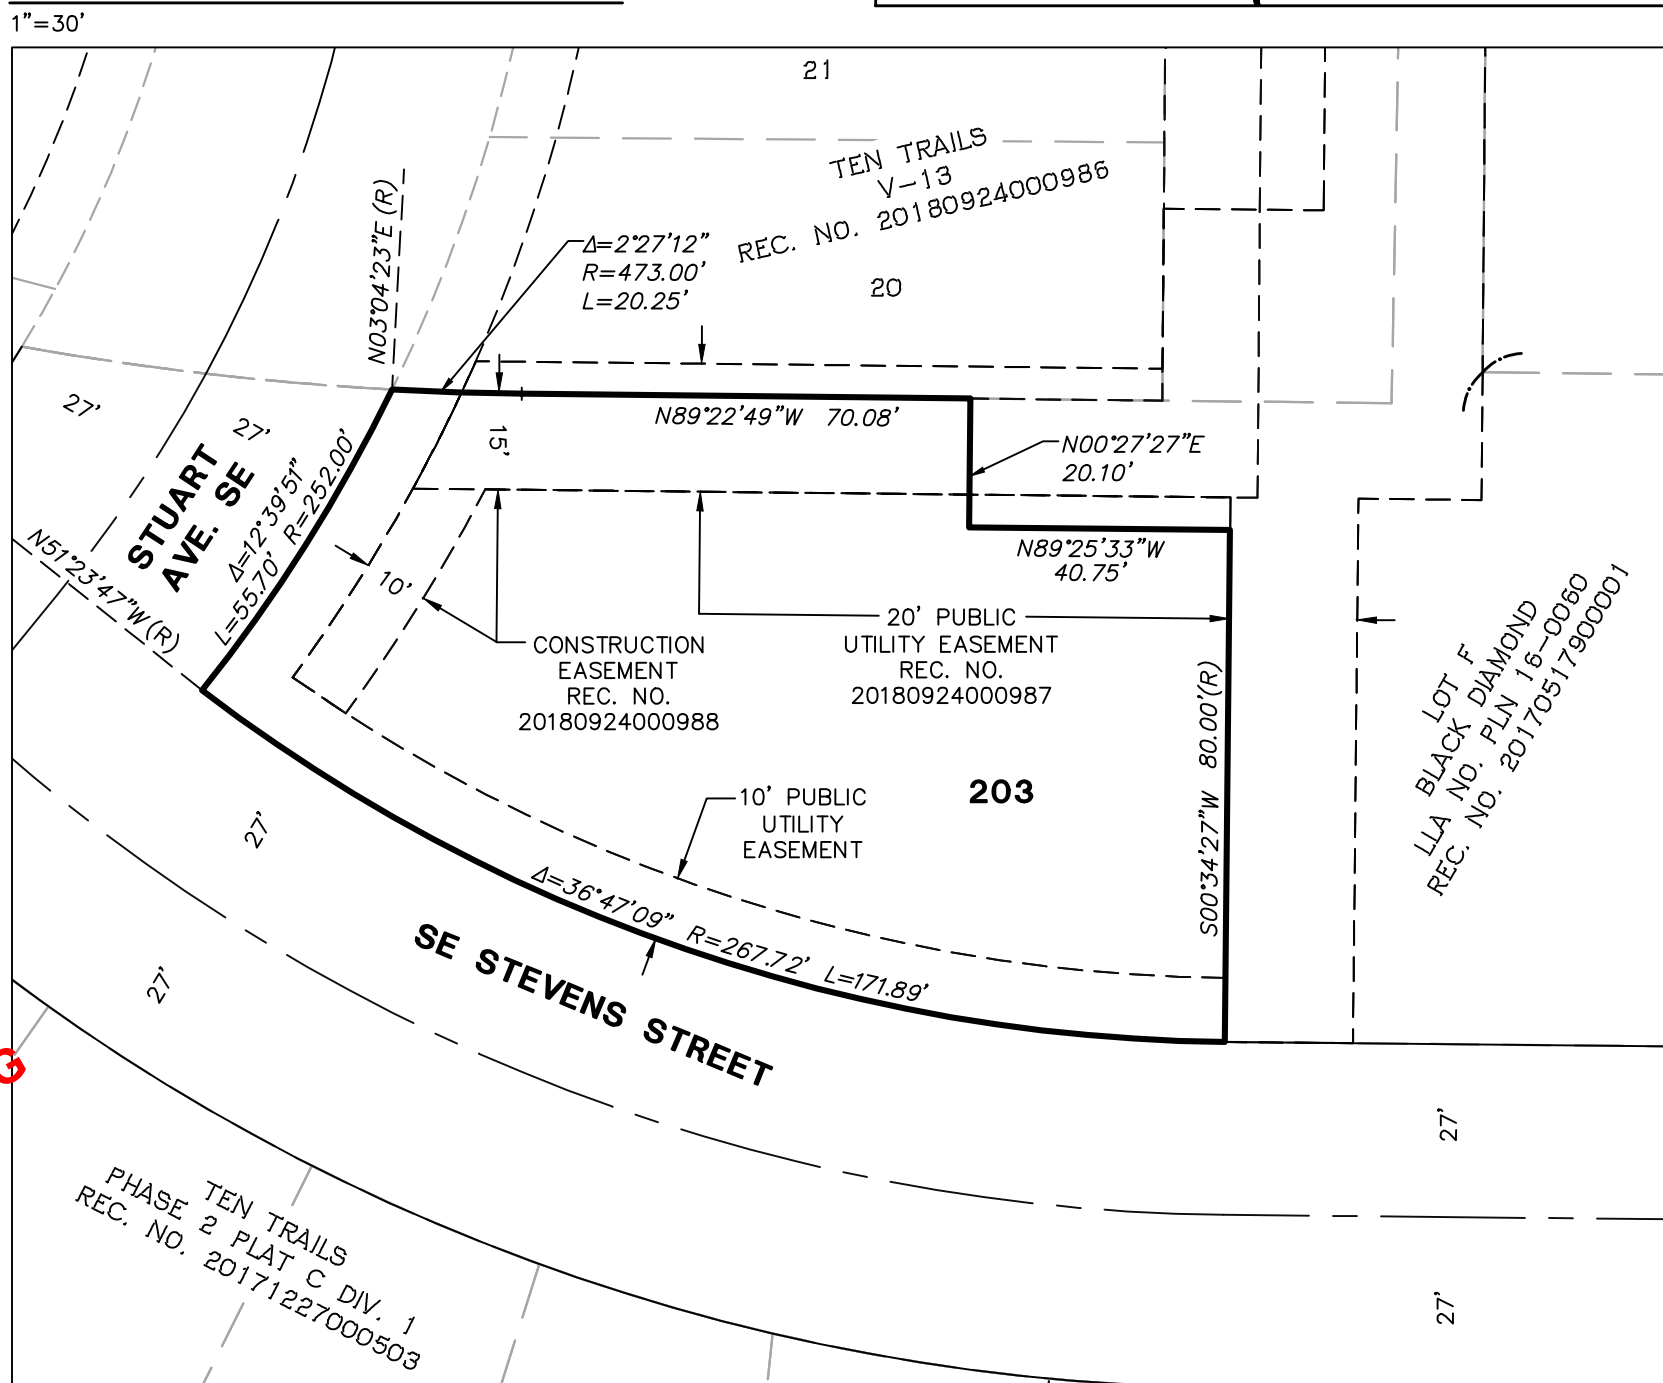 1"=30'
21
TEN TRAILS
V-13
REC. NO. 20180924000986
20
N03°04'23"E (R)
Δ=2°27'12"
R=473.00'
L=20.25'
27'
27'
STUART
AVE. SE
Δ=12°39'51"
L=55.70' R=252.00'
N51°23'47"W(R)
15'
10'
N89°22'49"W 70.08'
N00°27'27"E
20.10'
N89°25'33"W
40.75'
CONSTRUCTION
EASEMENT
REC. NO.
20180924000988
20' PUBLIC
UTILITY EASEMENT
REC. NO.
20180924000987
S00°34'27"W 80.00'(R)
LOT F
BLACK DIAMOND
LLA NO. PLN 16-0060
REC. NO. 20170517900001
203
10' PUBLIC
UTILITY
EASEMENT
Δ=36°47'09" R=267.72' L=171.89'
SE STEVENS STREET
27'
27'
27'
27'
G
TEN TRAILS
PHASE 2 PLAT C DIV. 1
REC. NO. 20171227000503